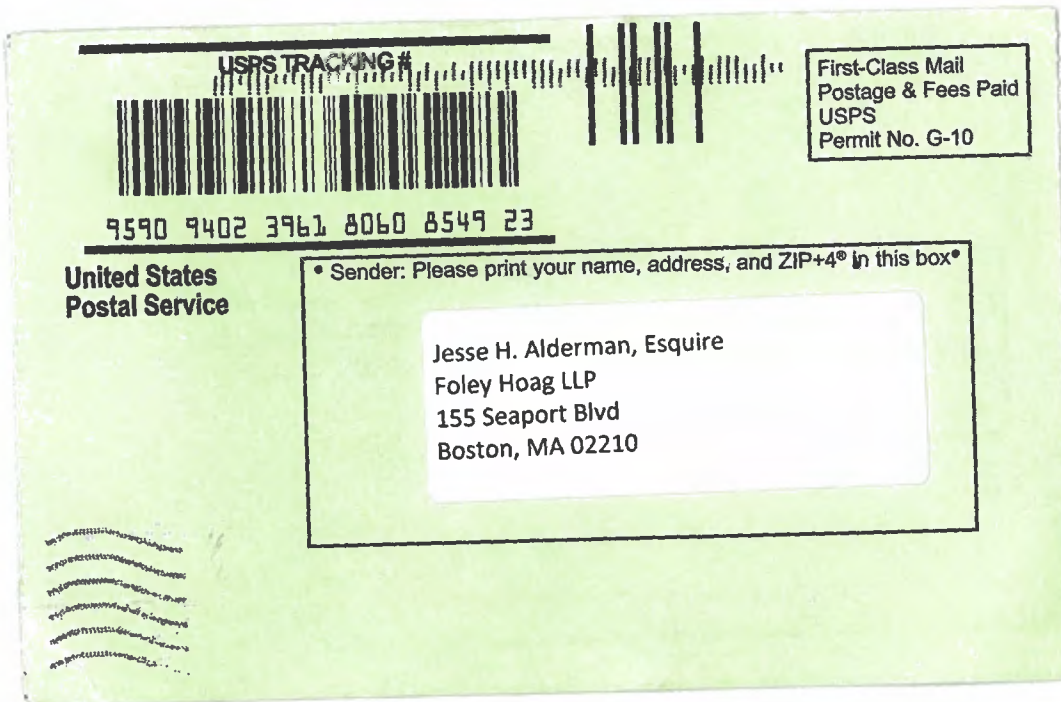 USPS TRACKING #
First-Class Mail
Postage & Fees Paid
USPS
Permit No. G-10
9590 9402 3961 8060 8549 23
United States
Postal Service
• Sender: Please print your name, address, and ZIP+4® in this box•
Jesse H. Alderman, Esquire
Foley Hoag LLP
155 Seaport Blvd
Boston, MA 02210